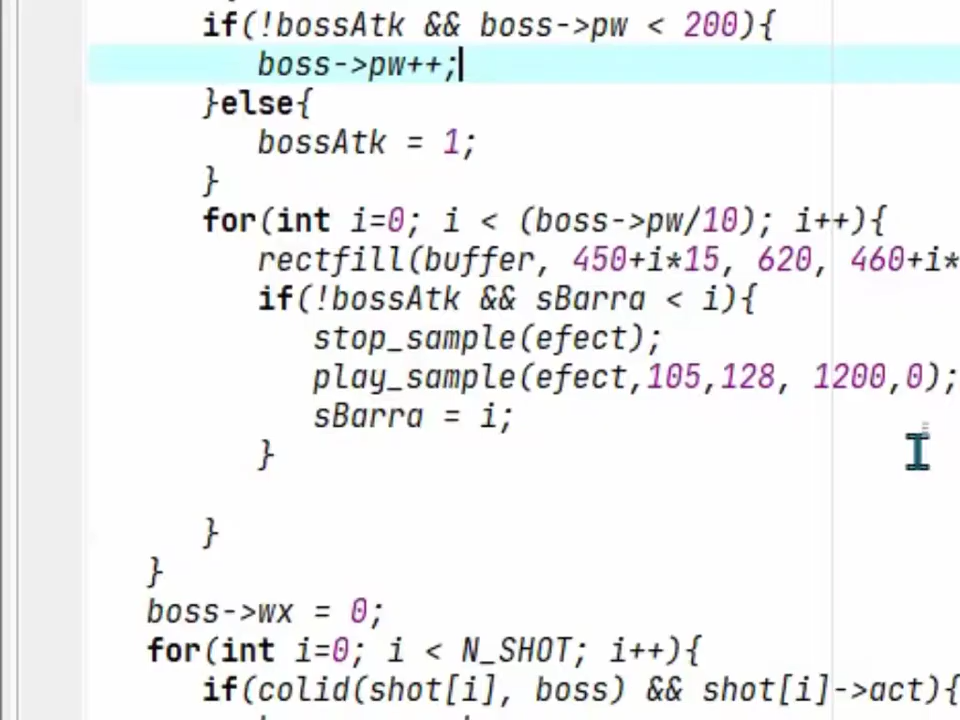 if(!bossAtk && boss->pw < 200){
boss->pw++;
}else{
bossAtk = 1;
}
for(int i=0; i < (boss->pw/10); i++){
rectfill(buffer, 450+i*15, 620, 460+i*
if(!bossAtk && sBarra < i){
stop_sample(efect);
play_sample(efect,105,128, 1200,0);
sBarra = i;
}
}
}
boss->wx = 0;
for(int i=0; i < N_SHOT; i++){
if(colid(shot[i], boss) && shot[i]->act){